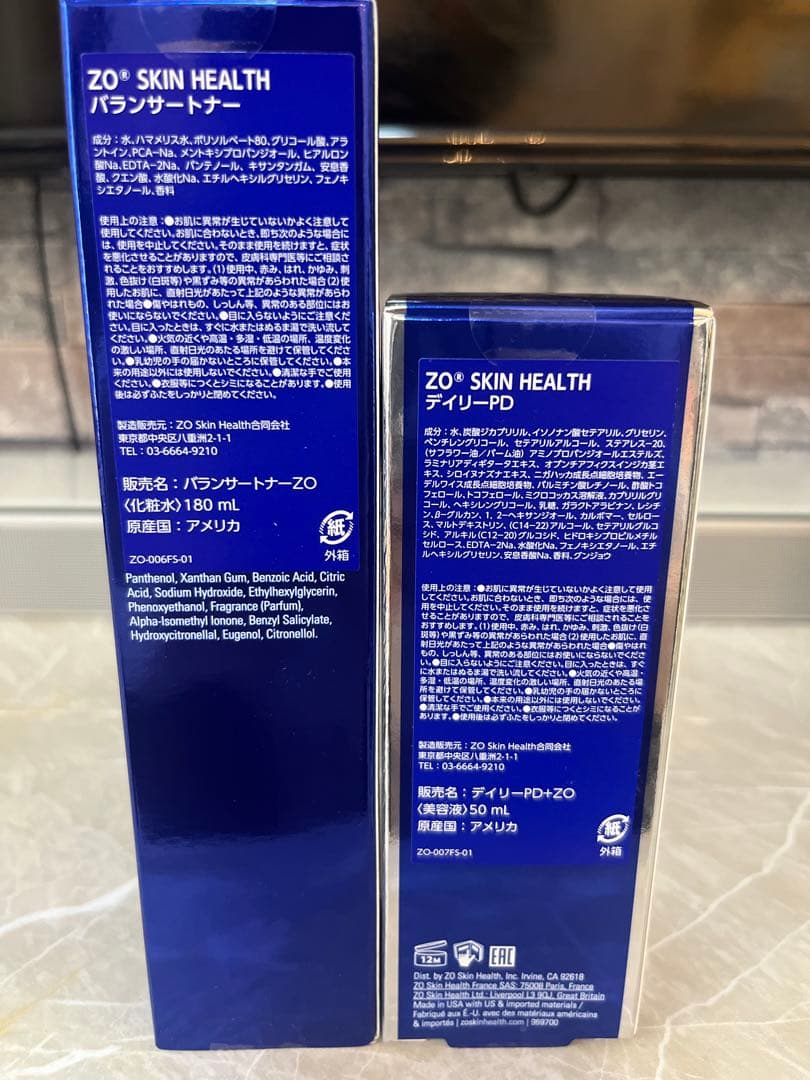 ZO® SKIN HEALTH
バランサートナー
成分：水、ハマメリス水、ポリソルベート80、グリコール酸、アラ
ントイン、PCA-Na、メントキシプロパンジオール、ヒアルロン
酸Na、EDTA-2Na、パンテノール、キサンタンガム、安息香
酸、クエン酸、水酸化Na、エチルヘキシルグリセリン、フェノキ
シエタノール、香料
使用上の注意：●お肌に異常が生じていないかよく注意して
使用してください。お肌に合わないとき、即ち次のような場合に
は、使用を中止してください。そのまま使用を続けますと、症状
を悪化させることがありますので、皮膚科専門医等にご相談さ
れることをおすすめします。(1)使用中、赤み、はれ、かゆみ、刺
激、色抜け(白斑等)や黒ずみ等の異常があらわれた場合(2)使
用したお肌に、直射日光があたって上記のような異常があらわ
れた場合●傷やはれもの、しっしん等、異常のある部位にはお
使いにならないでください。●目に入らないようにご注意くださ
い。目に入ったときは、すぐに水またはぬるま湯で洗い流して
ください。●火気の近くや高温・多湿・低温の場所、温度変化
の激しい場所、直射日光のあたる場所を避けて保管してくださ
い。●乳幼児の手の届かないところに保管してください。●本
来の用途以外には使用しないでください。●清潔な手でご使用
ください。●衣服等につくとシミになることがあります。●使用
後は必ずふたをしっかりと閉めてください。
製造販売元：ZO Skin Health合同会社
東京都中央区八重洲2-1-1
TEL：03-6664-9210
販売名：バランサートナーZO
〈化粧水〉180 mL
原産国：アメリカ
紙
外箱
ZO-006FS-01
Panthenol, Xanthan Gum, Benzoic Acid, Citric
Acid, Sodium Hydroxide, Ethylhexylglycerin,
Phenoxyethanol, Fragrance (Parfum),
Alpha-Isomethyl Ionone, Benzyl Salicylate,
Hydroxycitronellal, Eugenol, Citronellol.
ZO® SKIN HEALTH
デイリーPD
成分：水、炭酸ジカプリリル、イソノナン酸セテアリル、グリセリン、
ペンチレングリコール、セテアリルアルコール、ステアレス-20、
(サフラワー油／パーム油) アミノプロパンジオールエステルズ、
ラミナリアディギタータエキス、オプンチアフィクスインジカ茎エ
キス、シロイヌナズナエキス、ニガハッカ成長点細胞培養物、エー
デルワイス成長点細胞培養物、パルミチン酸レチノール、酢酸ト
コフェロール、トコフェロール、ミクロコッカス溶解液、カプリリルグリ
コール、ヘキシレングリコール、乳糖、ガラクトアラビナン、レシチ
ン、β-グルカン、1,2-ヘキサンジオール、カルボマー、セルロー
ス、マルトデキストリン、(C14-22)アルコール、セテアリルグルコ
シド、アルキル(C12-20)グルコシド、ヒドロキシプロピルメチル
セルロース、EDTA-2Na、水酸化Na、フェノキシエタノール、エチ
ルヘキシルグリセリン、安息香酸Na、香料、グンジョウ
使用上の注意：●お肌に異常が生じていないかよく注意して使用
してください。お肌に合わないとき、即ち次のような場合には、使
用を中止してください。そのまま使用を続けますと、症状を悪化さ
せることがありますので、皮膚科専門医等にご相談されることを
おすすめします。(1)使用中、赤み、はれ、かゆみ、刺激、色抜け(白
斑等)や黒ずみ等の異常があらわれた場合(2)使用したお肌に、直
射日光があたって上記のような異常があらわれた場合●傷やはれ
もの、しっしん等、異常のある部位にはお使いにならないでくださ
い。●目に入らないようにご注意ください。目に入ったときは、すぐ
に水またはぬるま湯で洗い流してください。●火気の近くや高温・
多湿・低温の場所、温度変化の激しい場所、直射日光のあたる場
所を避けて保管してください。●乳幼児の手の届かないところに
保管してください。●本来の用途以外には使用しないでください。
●清潔な手でご使用ください。●衣服等につくとシミになることが
あります。●使用後は必ずふたをしっかりと閉めてください。
製造販売元：ZO Skin Health合同会社
東京都中央区八重洲2-1-1
TEL：03-6664-9210
販売名：デイリーPD+ZO
〈美容液〉50 mL
原産国：アメリカ
紙
外箱
ZO-007FS-01
12M
EAC
Dist. by ZO Skin Health, Inc. Irvine, CA 92618
ZO Skin Health France SAS: 75008 Paris, France
ZO Skin Health Ltd.: Liverpool L3 9QJ, Great Britain
Made in USA with US & imported materials /
Fabriqué aux É.-U. avec des matériaux américains
& importés | zoskinhealth.com | 969700